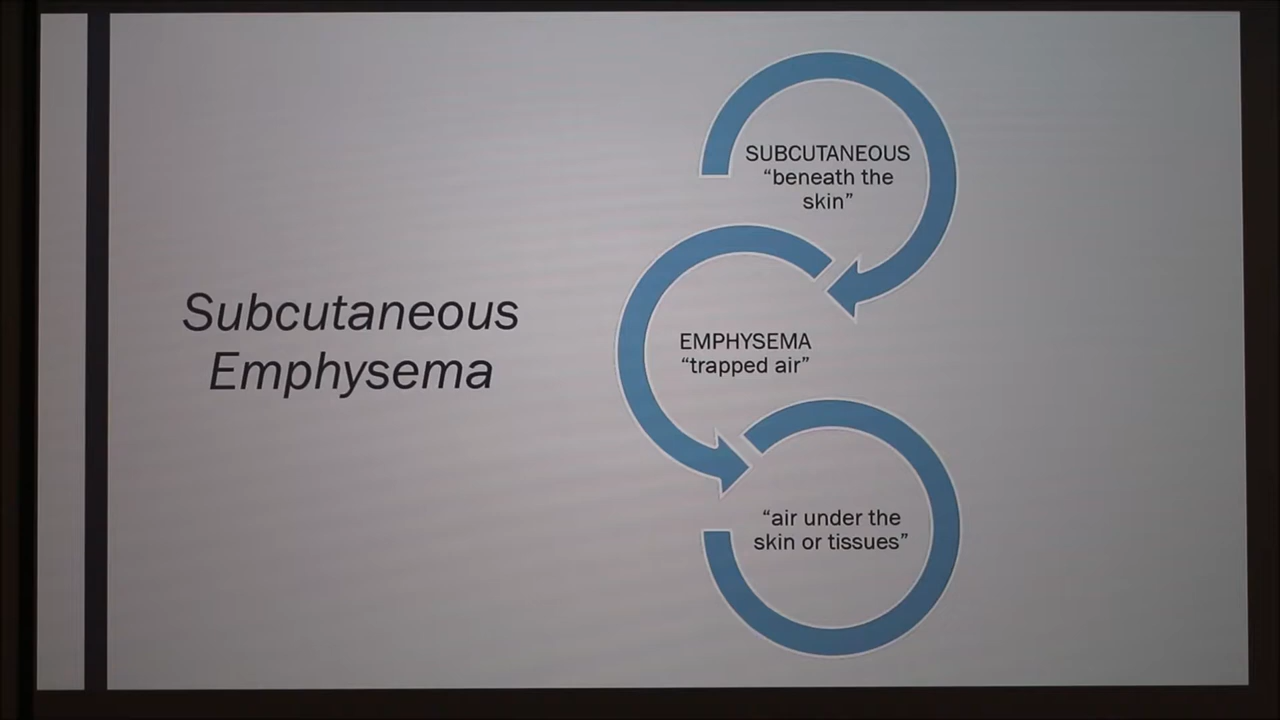 Subcutaneous
Emphysema
SUBCUTANEOUS
“beneath the
skin”
EMPHYSEMA
“trapped air”
“air under the
skin or tissues”